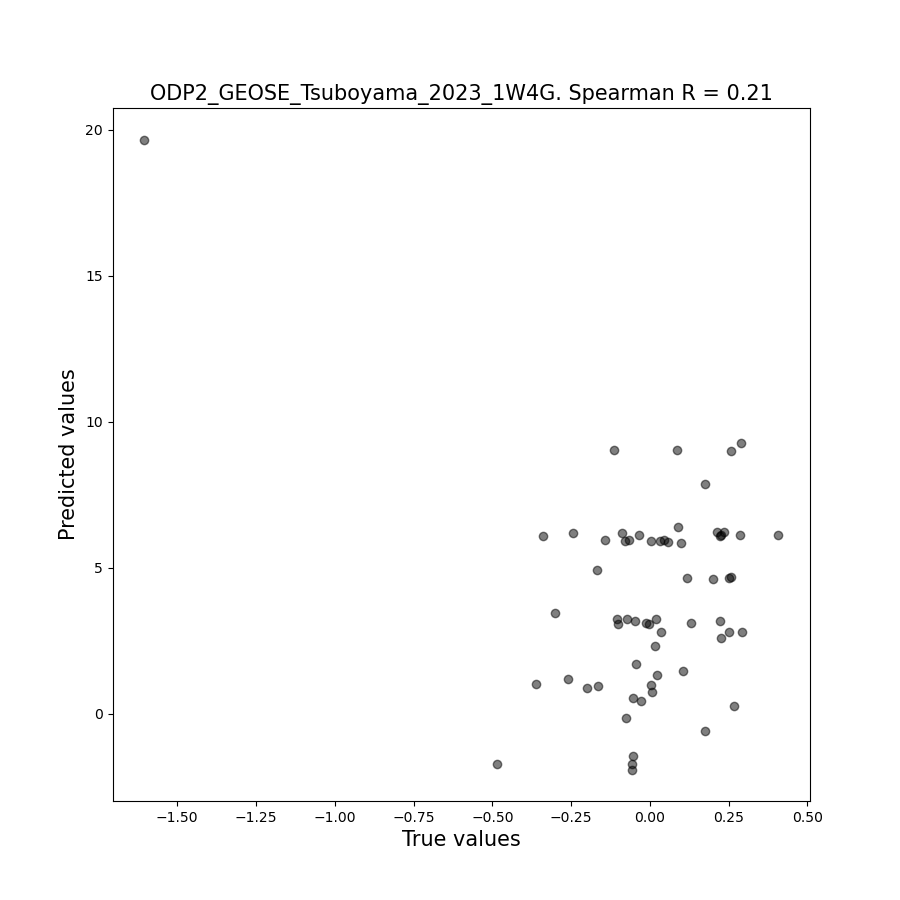 ODP2_GEOSE_Tsuboyama_2023_1W4G. Spearman R = 0.21
20
15
10
5
0
Predicted values
−1.50 −1.25 −1.00 −0.75 −0.50 −0.25 0.00 0.25 0.50
True values